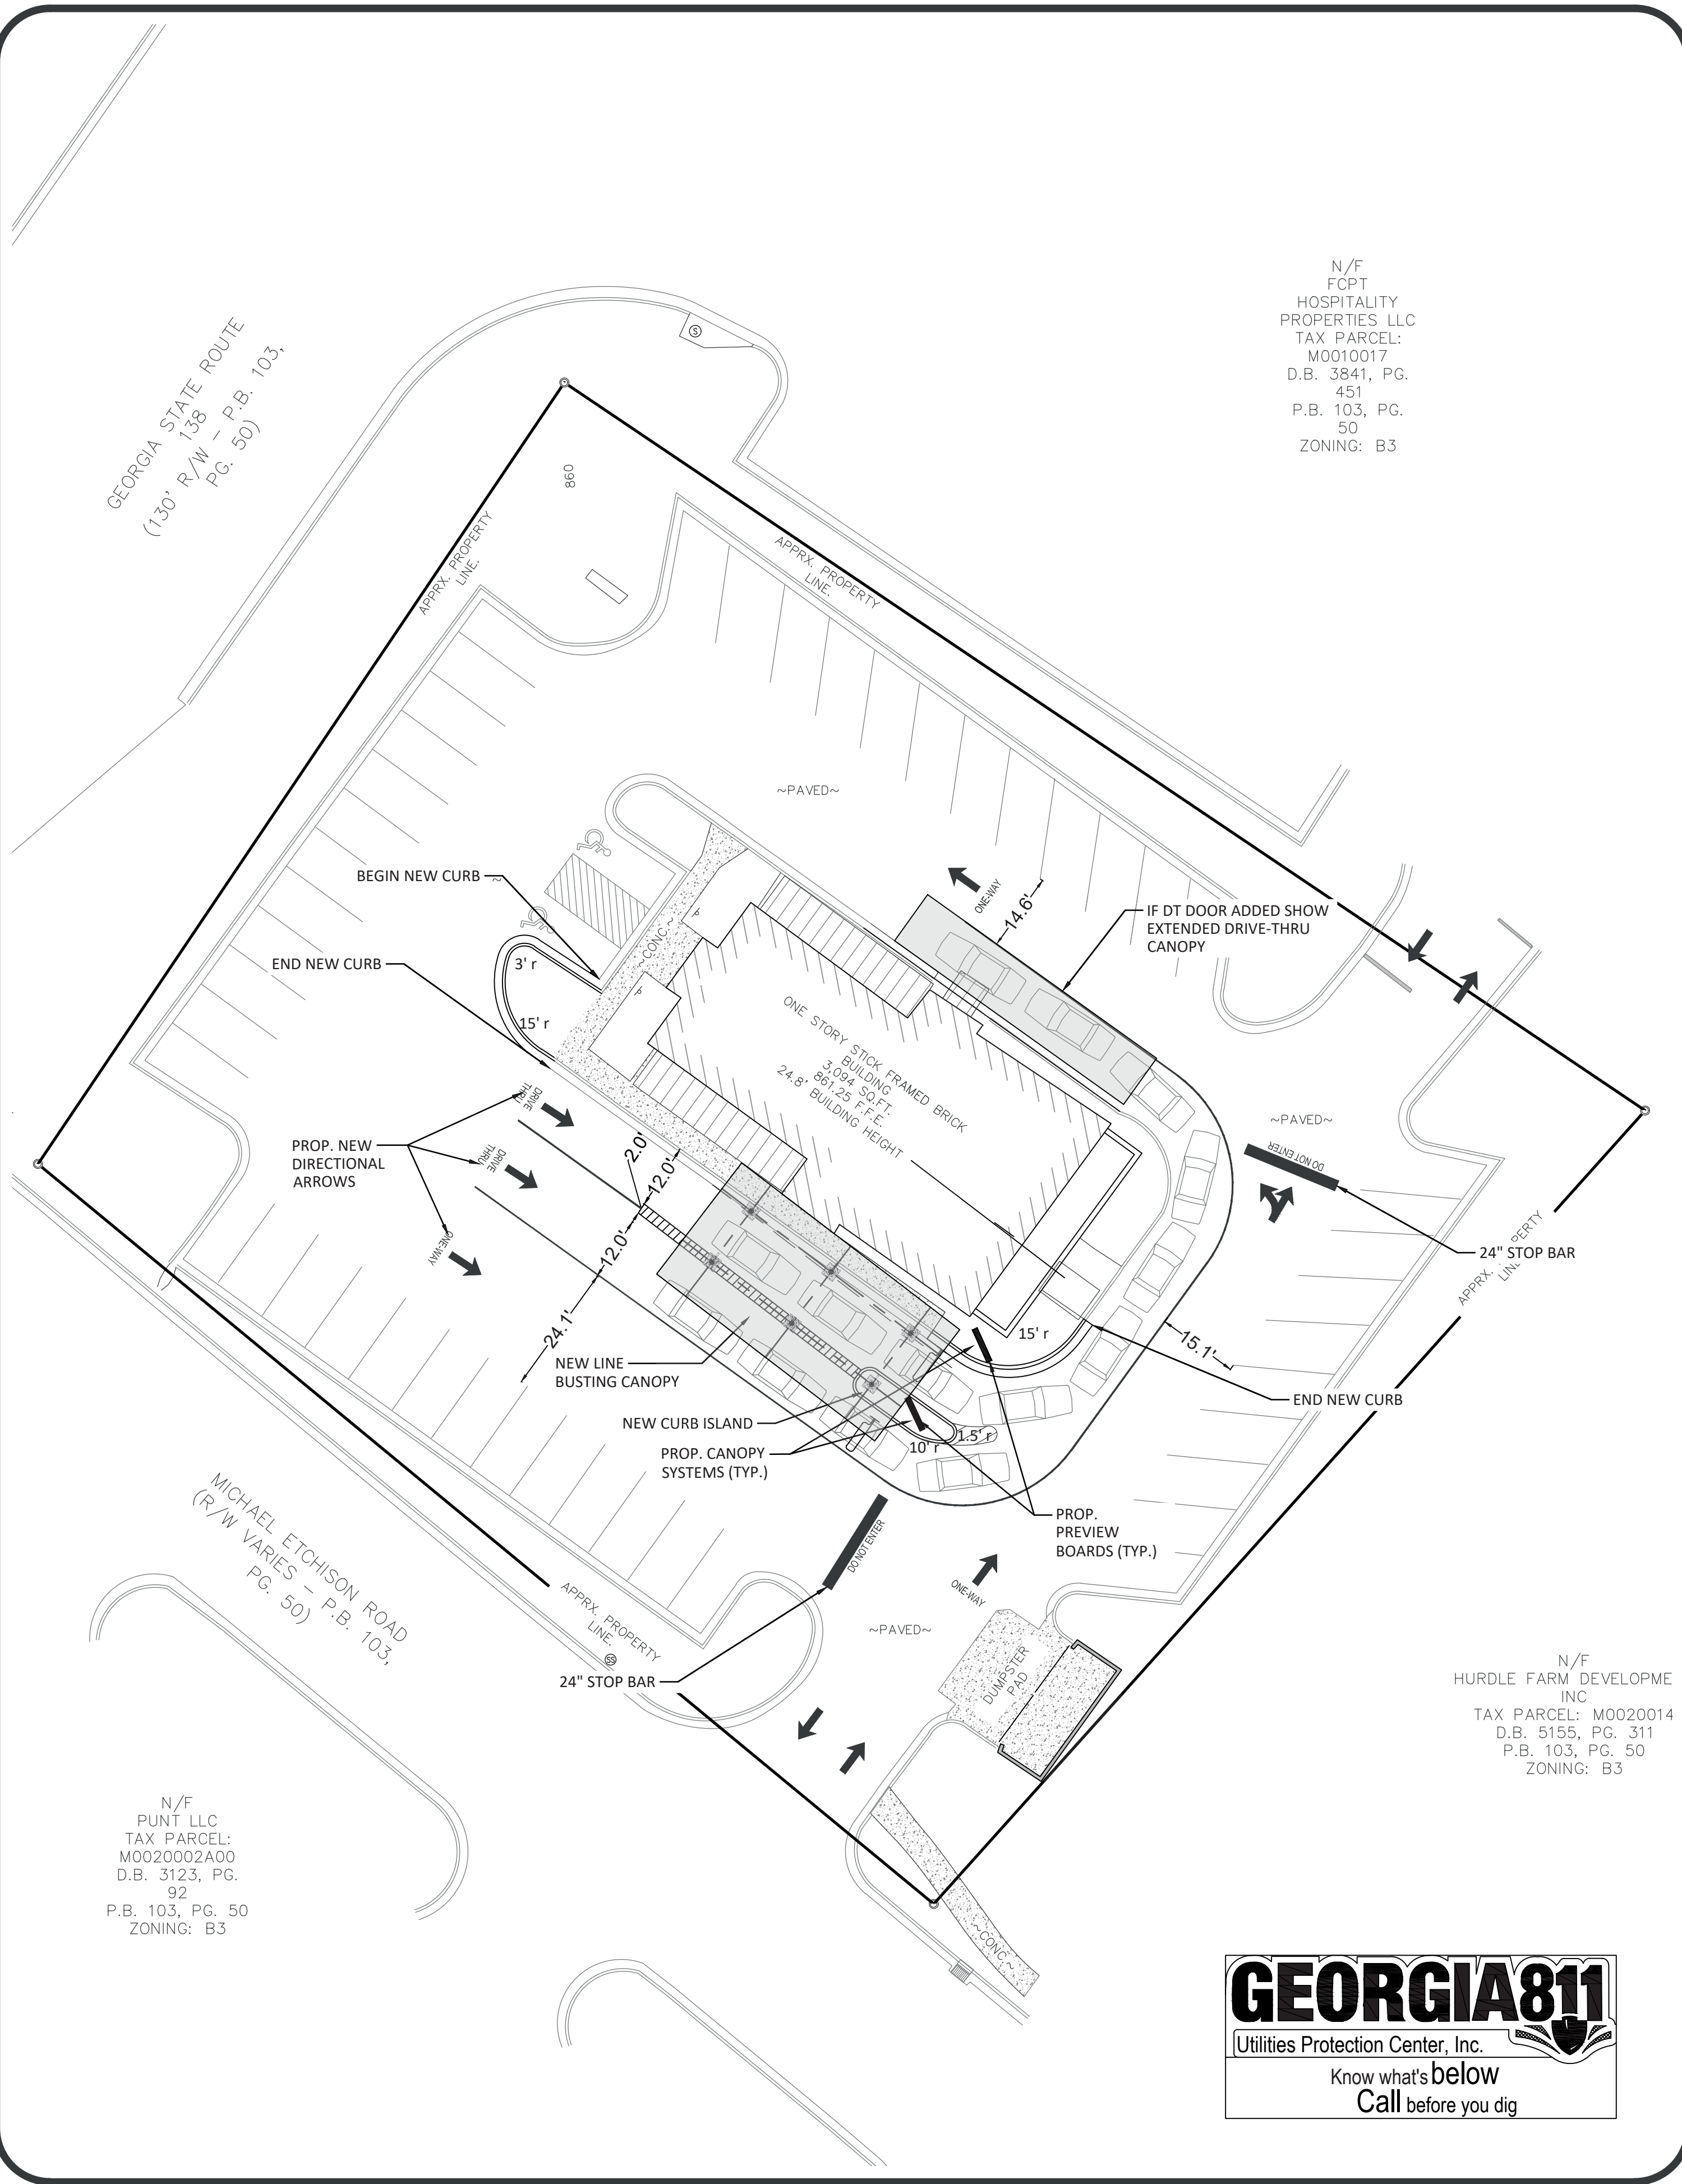 N/F
FCPT
HOSPITALITY
PROPERTIES LLC
TAX PARCEL:
M0010017
D.B. 3841, PG.
451
P.B. 103, PG.
50
ZONING: B3
S
GEORGIA STATE ROUTE
138
(130' R/W - P.B. 103,
PG. 50)
860
APPRX. PROPERTY
LINE.
APPRX. PROPERTY
LINE.
~PAVED~
BEGIN NEW CURB
~
ONE-WAY
14.6'
IF DT DOOR ADDED SHOW
EXTENDED DRIVE-THRU
CANOPY
~CONC.~
END NEW CURB
3' r
15' r
ONE STORY STICK FRAMED BRICK
BUILDING
3,094 SQ.FT.
861.25 F.F.E.
24.8' BUILDING HEIGHT
DRIVE
THRU
DRIVE
THRU
PROP. NEW
DIRECTIONAL
ARROWS
ONE-WAY
2.0'
12.0'
12.0'
24.1'
~PAVED~
DO NOT ENTER
24" STOP BAR
APPRX. PERTY
LIN
15' r
15.1'
NEW LINE
BUSTING CANOPY
END NEW CURB
NEW CURB ISLAND
1.5' r
10' r
PROP. CANOPY
SYSTEMS (TYP.)
PROP.
PREVIEW
BOARDS (TYP.)
MICHAEL ETCHISON ROAD
(R/W VARIES - P.B. 103,
PG. 50)
DO NOT ENTER
ONE-WAY
APPRX. PROPERTY
LINE.
~PAVED~
SS
24" STOP BAR
DUMPSTER
PAD
N/F
HURDLE FARM DEVELOPME
INC
TAX PARCEL: M0020014
D.B. 5155, PG. 311
P.B. 103, PG. 50
ZONING: B3
N/F
PUNT LLC
TAX PARCEL:
M0020002A00
D.B. 3123, PG.
92
P.B. 103, PG. 50
ZONING: B3
~CONC.~
GEORGIA811
Utilities Protection Center, Inc.
Know what's below
Call before you dig